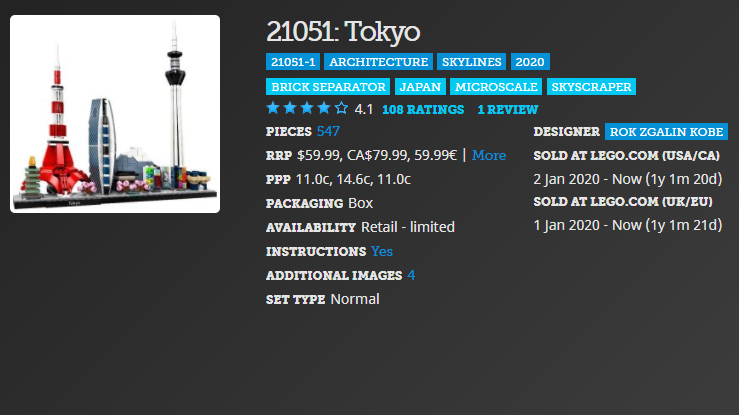 21051: Tokyo
21051-1 ARCHITECTURE SKYLINES 2020
BRICK SEPARATOR JAPAN MICROSCALE SKYSCRAPER
4.1 108 RATINGS 1 REVIEW
PIECES 547
RRP $59.99, CA$79.99, 59.99€ | More
PPP 11.0c, 14.6c, 11.0c
PACKAGING Box
AVAILABILITY Retail - limited
INSTRUCTIONS Yes
ADDITIONAL IMAGES 4
SET TYPE Normal
DESIGNER ROK ZGALIN KOBE
SOLD AT LEGO.COM (USA/CA)
2 Jan 2020 - Now (1y 1m 20d)
SOLD AT LEGO.COM (UK/EU)
1 Jan 2020 - Now (1y 1m 21d)
Tokyo